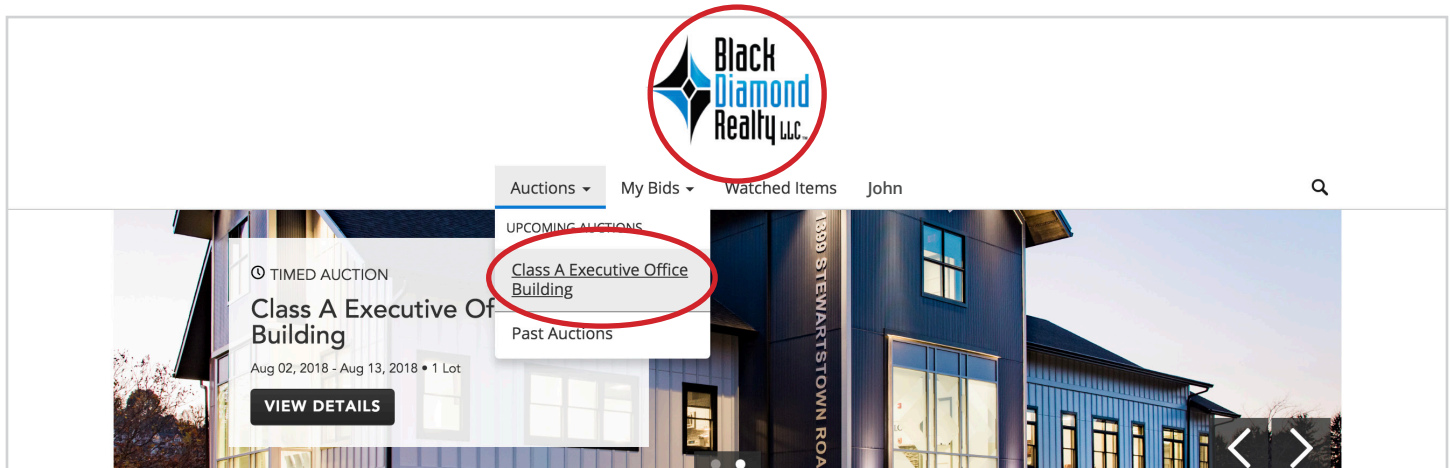 Black
Diamond
Realty LLC™
Auctions My Bids Watched Items John
UPCOMING AUCTIONS
Class A Executive Office
Building
Past Auctions
TIMED AUCTION
Class A Executive Of
Building
Aug 02, 2018 - Aug 13, 2018 • 1 Lot
VIEW DETAILS
1399 STEWARTSTOWN ROA